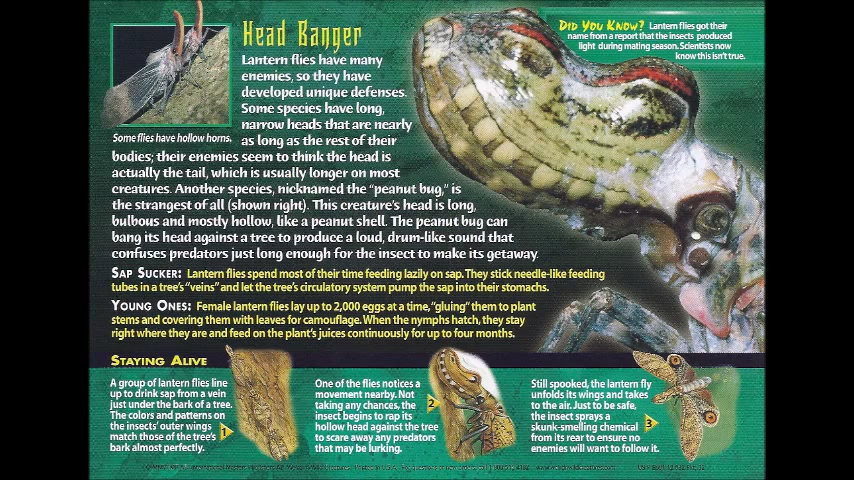 Head Banger
Lantern flies have many
enemies, so they have
developed unique defenses.
Some species have long,
narrow heads that are nearly
as long as the rest of their
bodies; their enemies seem to think the head is
actually the tail, which is usually longer on most
creatures. Another species, nicknamed the "peanut bug," is
the strangest of all (shown right). This creature's head is long,
bulbous and mostly hollow, like a peanut shell. The peanut bug can
bang its head against a tree to produce a loud, drum-like sound that
confuses predators just long enough for the insect to make its getaway.
Some flies have hollow horns.
DID YOU KNOW? Lantern flies got their
name from a report that the insects produced
light during mating season. Scientists now
know this isn't true.
SAP SUCKER: Lantern flies spend most of their time feeding lazily on sap. They stick needle-like feeding
tubes in a tree's "veins" and let the tree's circulatory system pump the sap into their stomachs.
YOUNG ONES: Female lantern flies lay up to 2,000 eggs at a time, "gluing" them to plant
stems and covering them with leaves for camouflage. When the nymphs hatch, they stay
right where they are and feed on the plant's juices continuously for up to four months.
STAYING ALIVE
A group of lantern flies line
up to drink sap from a vein
just under the bark of a tree.
The colors and patterns on
the insects' outer wings
match those of the tree's
bark almost perfectly.
1
One of the flies notices a
movement nearby. Not
taking any chances, the
insect begins to rap its
hollow head against the tree
to scare away any predators
that may be lurking.
2
Still spooked, the lantern fly
unfolds its wings and takes
to the air. Just to be safe,
the insect sprays a
skunk-smelling chemical
from its rear to ensure no
enemies will want to follow it.
3